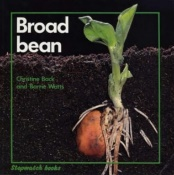 Broad
bean
Christine Back
and Barrie Watts
Stopwatch books